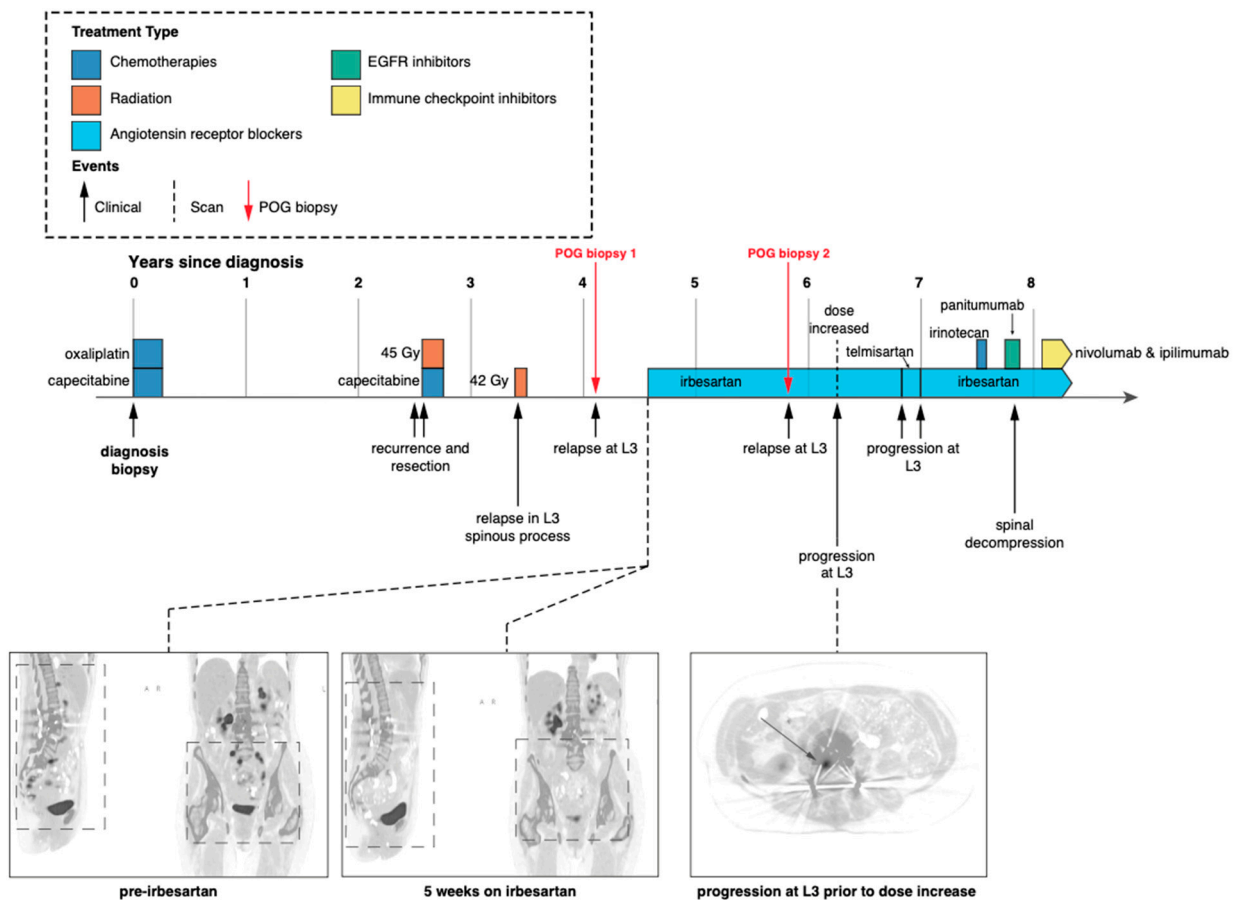 Treatment Type
Chemotherapies
EGFR inhibitors
Radiation
Immune checkpoint inhibitors
Angiotensin receptor blockers
Events
Clinical
Scan
POG biopsy
Years since diagnosis
POG biopsy 1
POG biopsy 2
0
1
2
3
4
5
6
7
8
oxaliplatin
capecitabine
45 Gy
capecitabine
42 Gy
irbesartan
dose
increased
telmisartan
irinotecan
panitumumab
irbesartan
nivolumab & ipilimumab
diagnosis
biopsy
recurrence and
resection
relapse in L3
spinous process
relapse at L3
relapse at L3
progression
at L3
progression at
L3
spinal
decompression
pre-irbesartan
5 weeks on irbesartan
progression at L3 prior to dose increase